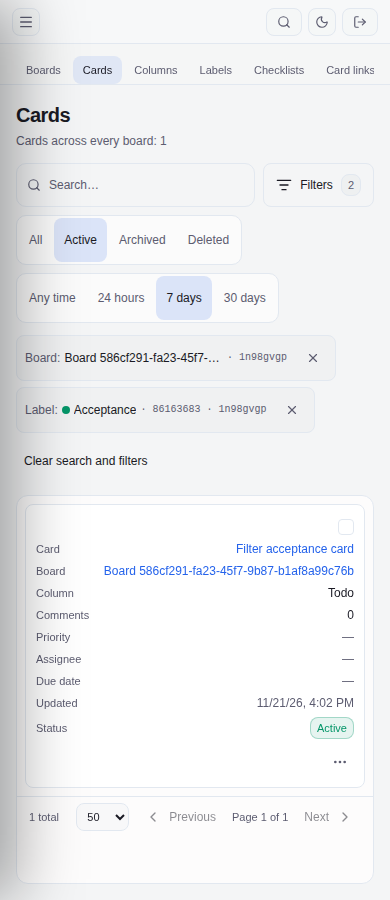 Boards Cards Columns Labels Checklists Card links
Cards
Cards across every board: 1
Search… Filters 2
All Active Archived Deleted
Any time 24 hours 7 days 30 days
Board: Board 586cf291-fa23-45f7-… · 1n98gvgp
Label: Acceptance · 86163683 · 1n98gvgp
Clear search and filters
Card Filter acceptance card
Board Board 586cf291-fa23-45f7-9b87-b1af8a99c76b
Column Todo
Comments 0
Priority —
Assignee —
Due date —
Updated 11/21/26, 4:02 PM
Status Active
1 total 50 Previous Page 1 of 1 Next